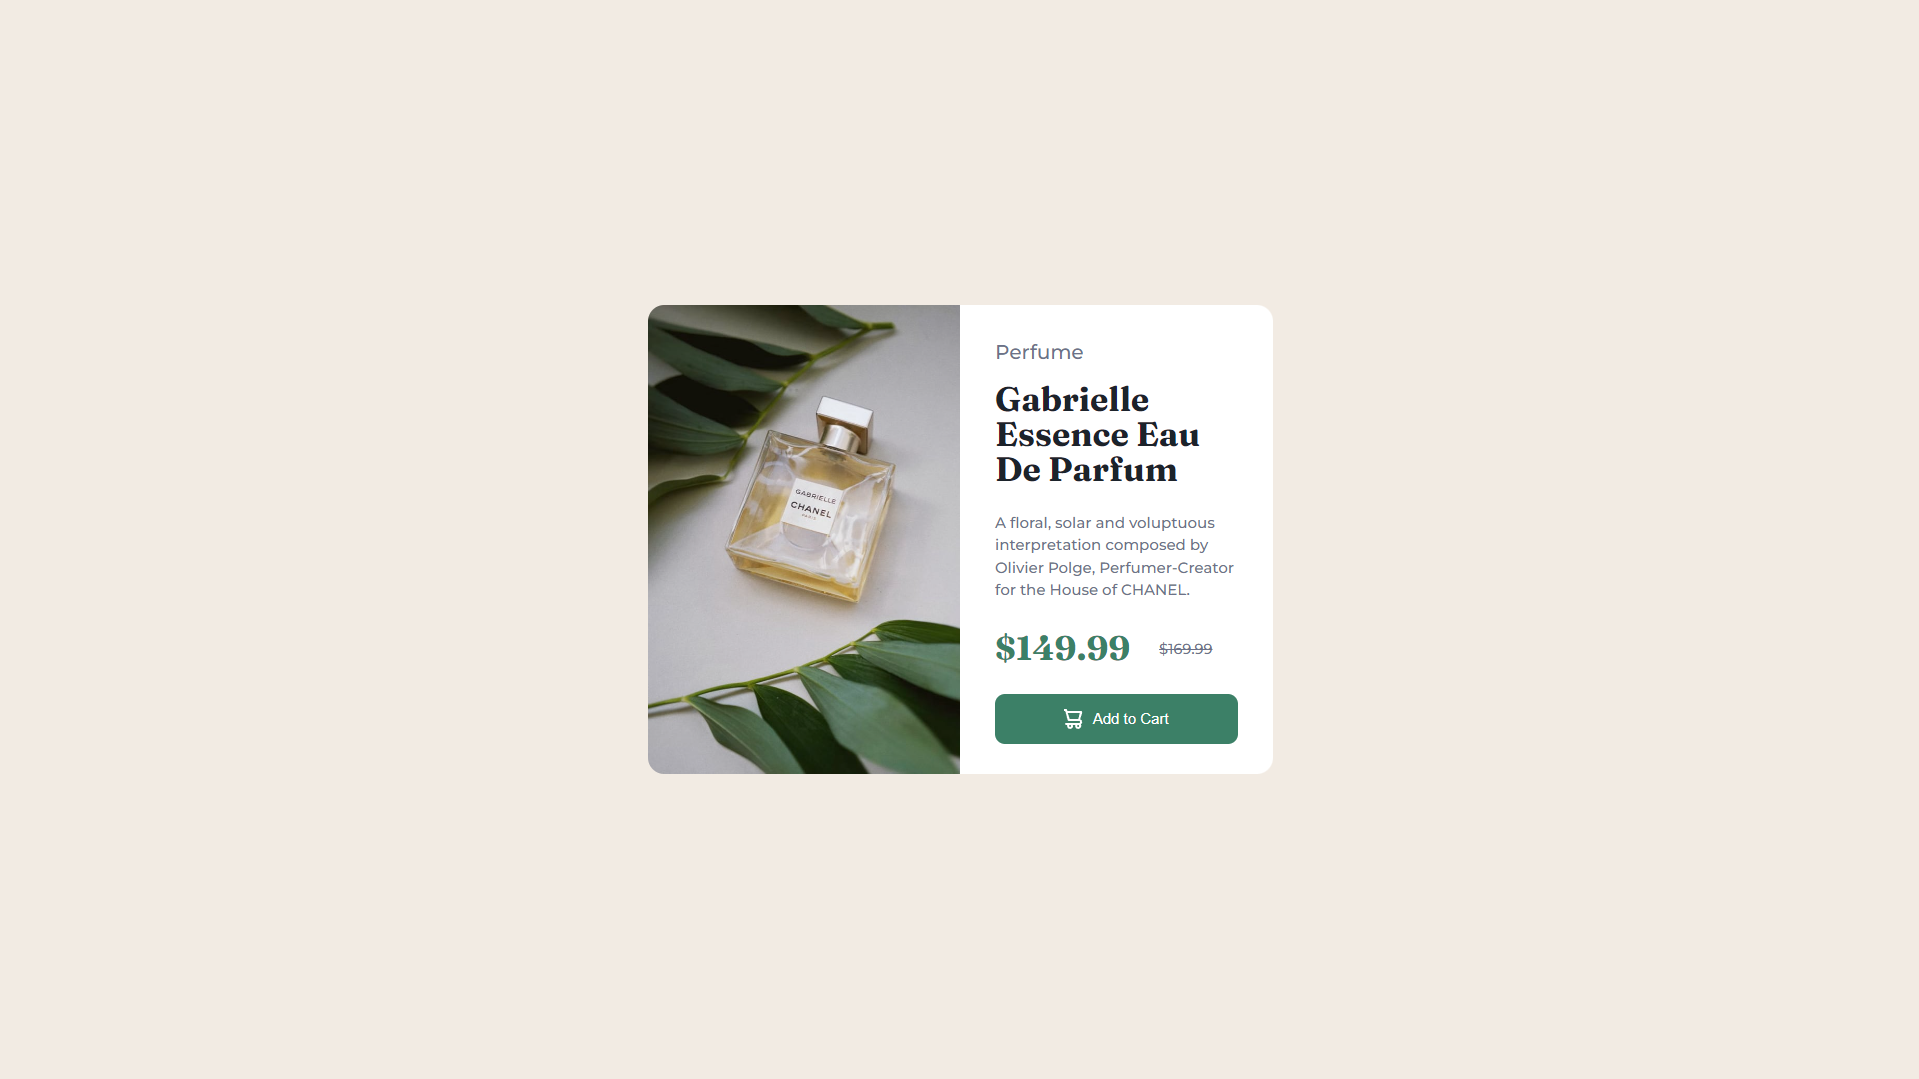 GABRIELLE
CHANEL
PARIS
Perfume
Gabrielle
Essence Eau
De Parfum
A floral, solar and voluptuous
interpretation composed by
Olivier Polge, Perfumer-Creator
for the House of CHANEL.
$149.99 $169.99
Add to Cart